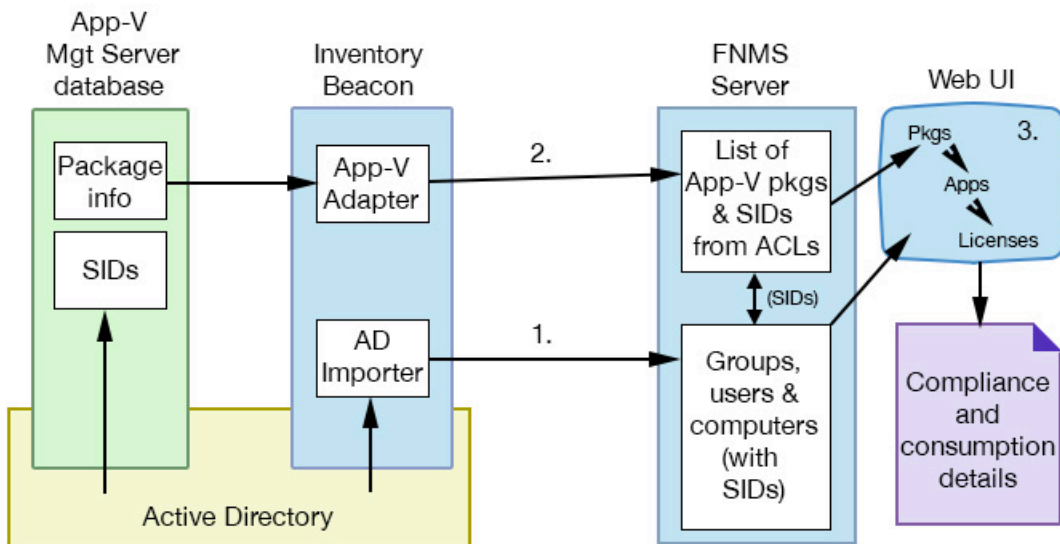 App-V
Mgt Server
database
Inventory
Beacon
FNMS
Server
Web UI
Package
info
SIDs
App-V
Adapter
2.
List of
App-V pkgs
& SIDs
from ACLs
3.
Pkgs
Apps
Licenses
(SIDs)
AD
Importer
1.
Groups,
users &
computers
(with
SIDs)
Compliance
and
consumption
details
Active Directory